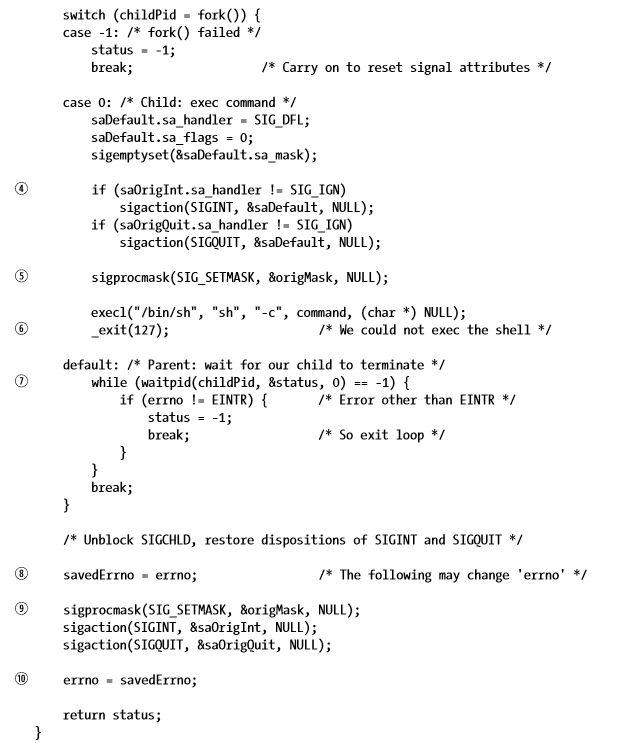 switch (childPid = fork()) {
case -1: /* fork() failed */
status = -1;
break; /* Carry on to reset signal attributes */
case 0: /* Child: exec command */
saDefault.sa_handler = SIG_DFL;
saDefault.sa_flags = 0;
sigemptyset(&saDefault.sa_mask);
④ if (saOrigInt.sa_handler != SIG_IGN)
sigaction(SIGINT, &saDefault, NULL);
if (saOrigQuit.sa_handler != SIG_IGN)
sigaction(SIGQUIT, &saDefault, NULL);
⑤ sigprocmask(SIG_SETMASK, &origMask, NULL);
execl("/bin/sh", "sh", "-c", command, (char *) NULL);
⑥ _exit(127); /* We could not exec the shell */
default: /* Parent: wait for our child to terminate */
⑦ while (waitpid(childPid, &status, 0) == -1) {
if (errno != EINTR) { /* Error other than EINTR */
status = -1;
break; /* So exit loop */
}
}
break;
}
/* Unblock SIGCHLD, restore dispositions of SIGINT and SIGQUIT */
⑧ savedErrno = errno; /* The following may change 'errno' */
⑨ sigprocmask(SIG_SETMASK, &origMask, NULL);
sigaction(SIGINT, &saOrigInt, NULL);
sigaction(SIGQUIT, &saOrigQuit, NULL);
⑩ errno = savedErrno;
return status;
}